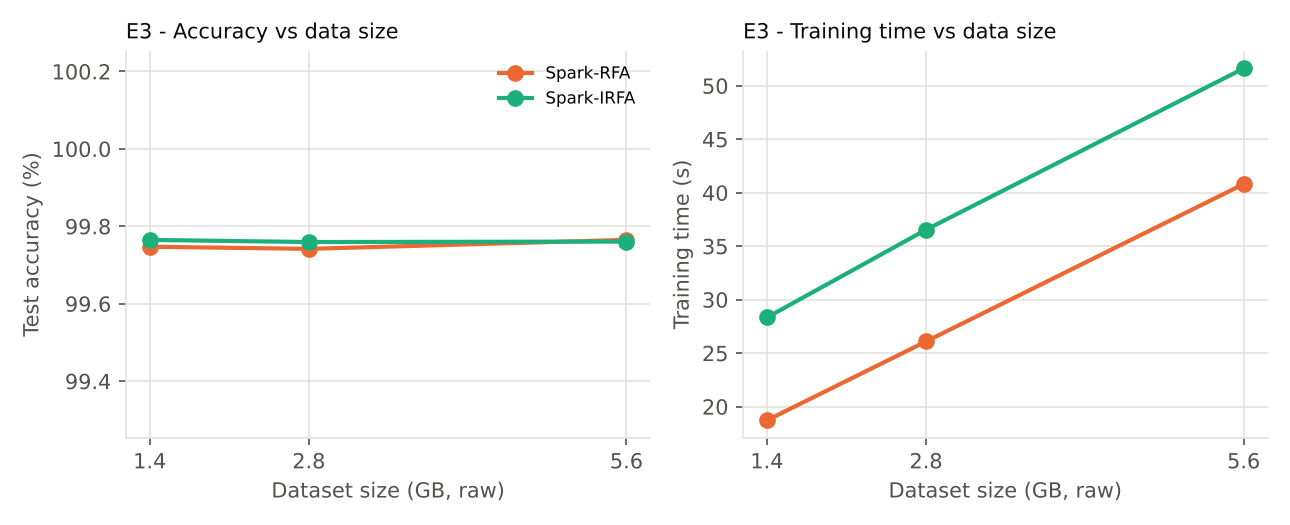 E3 - Accuracy vs data size
Test accuracy (%)
100.2
100.0
99.8
99.6
99.4
Spark-RFA
Spark-IRFA
1.4 2.8 5.6
Dataset size (GB, raw)
E3 - Training time vs data size
Training time (s)
50
45
40
35
30
25
20
1.4 2.8 5.6
Dataset size (GB, raw)